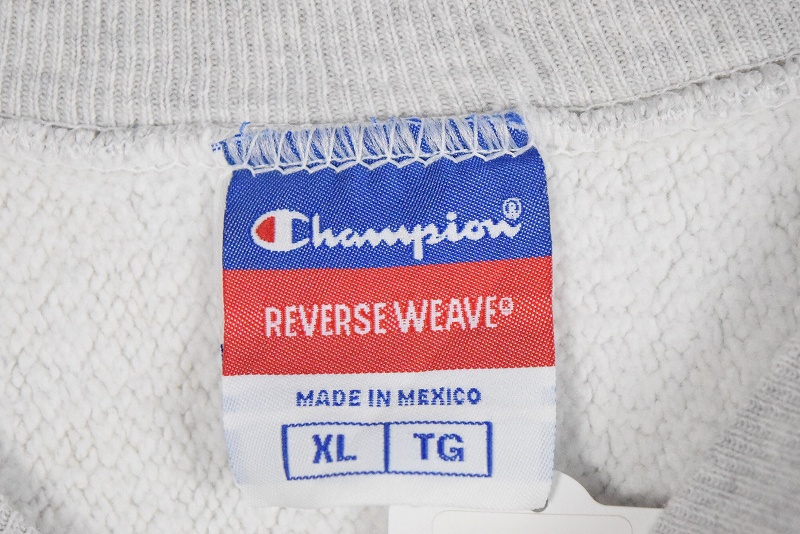 Champion®
REVERSE WEAVE®
MADE IN MEXICO
XL TG